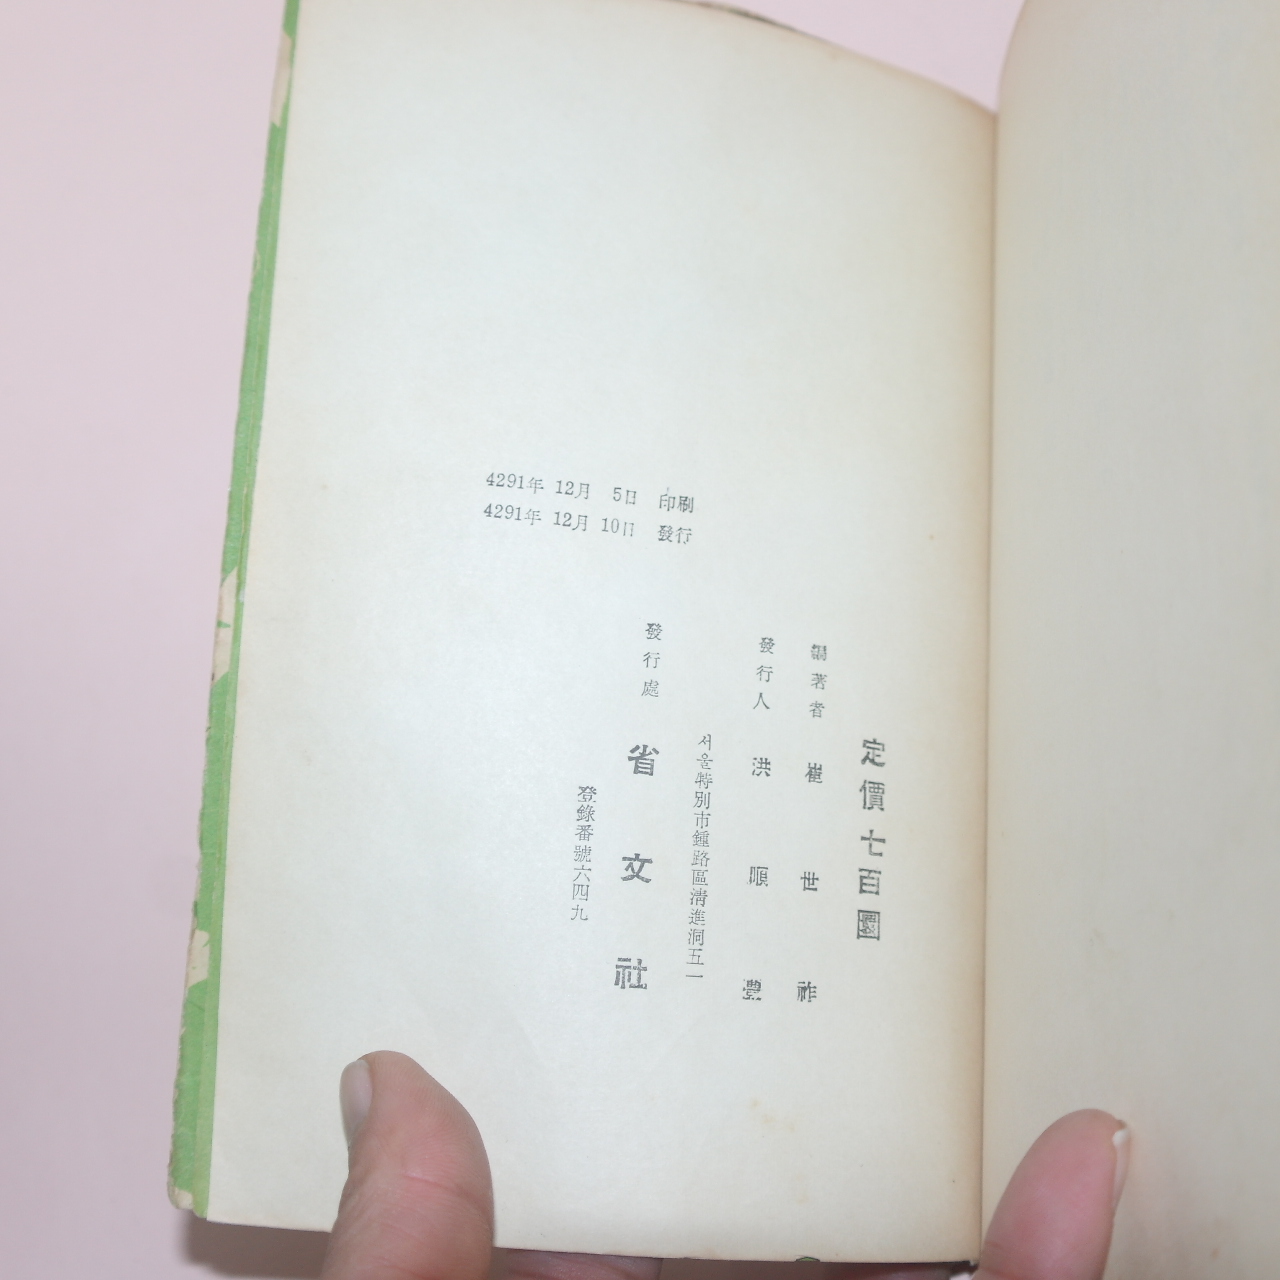 4291年 12月 5日 印刷
4291年 12月 10日 發行
定價七百圜
編著者 崔世祚
發行人 洪順豊
서울特別市鍾路區淸進洞五一
發行處 省文社
登錄番號六四九